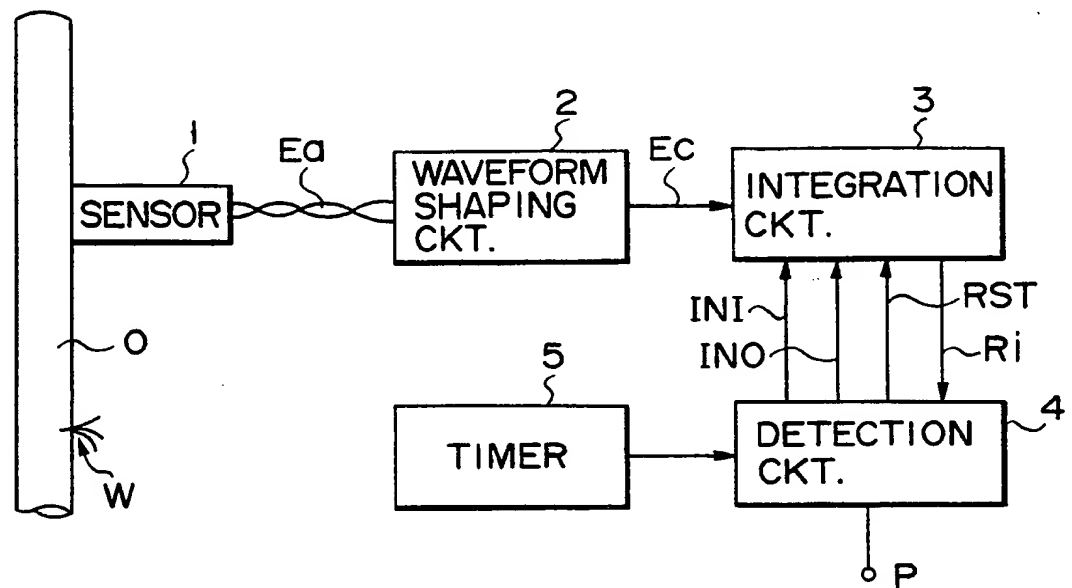 1
SENSOR
Ea
2
WAVEFORM
SHAPING
CKT.
Ec
3
INTEGRATION
CKT.
INI
INO
RST
Ri
O
W
5
TIMER
4
DETECTION
CKT.
P